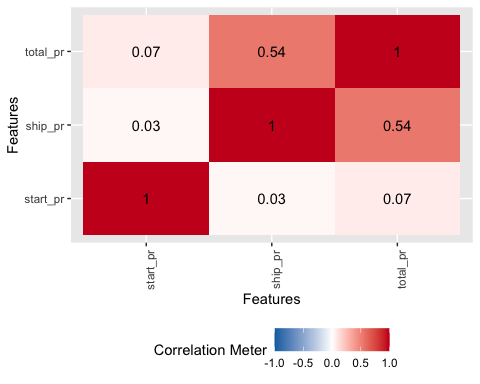 Features
total_pr 0.07 0.54 1
ship_pr 0.03 1 0.54
start_pr 1 0.03 0.07
start_pr ship_pr total_pr
Features
Correlation Meter
-1.0 -0.5 0.0 0.5 1.0